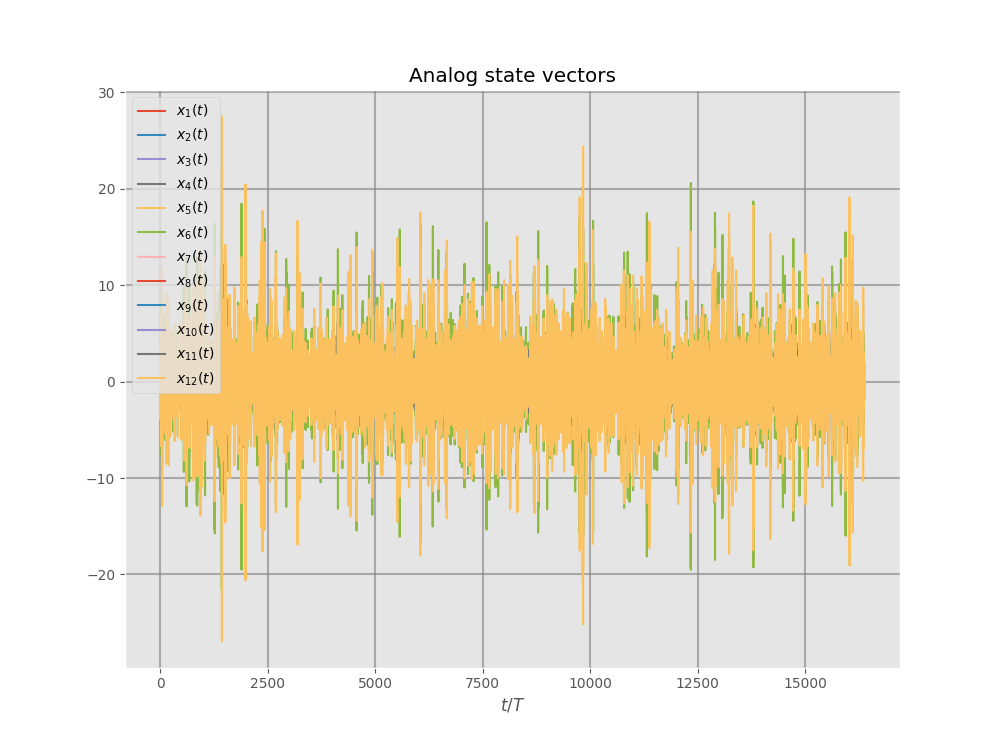 Analog state vectors
30
20
10
0
−10
−20
x₁(t)
x₂(t)
x₃(t)
x₄(t)
x₅(t)
x₆(t)
x₇(t)
x₈(t)
x₉(t)
x₁₀(t)
x₁₁(t)
x₁₂(t)
0 2500 5000 7500 10000 12500 15000
t/T